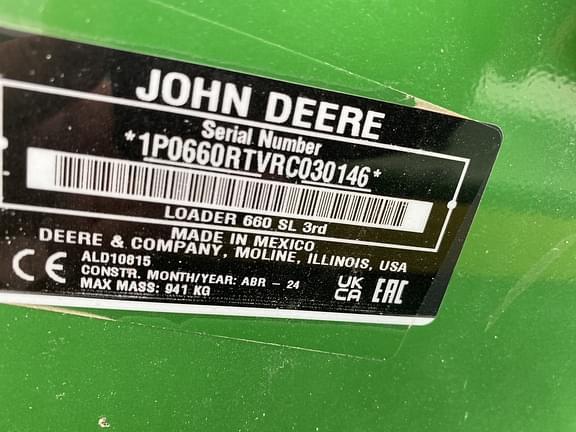 JOHN DEERE
Serial Number
*1P0660RTVRC030146*
LOADER 660 SL 3rd
MADE IN MEXICO
DEERE & COMPANY, MOLINE, ILLINOIS, USA
ALD10815
CONSTR. MONTH/YEAR: ABR - 24
MAX MASS: 941 KG
CE
UK
CA
EAC